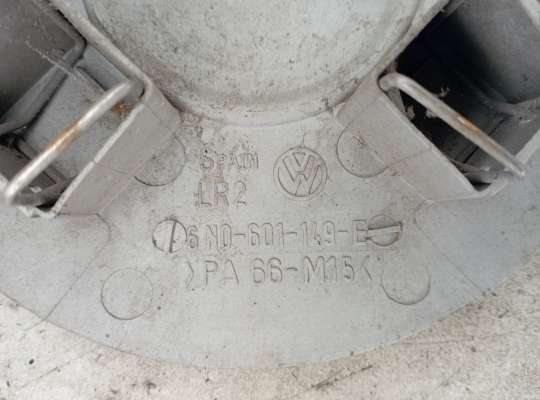 SPAIN VW
LR2
6N0-601-149-E
>PA 66-M15<